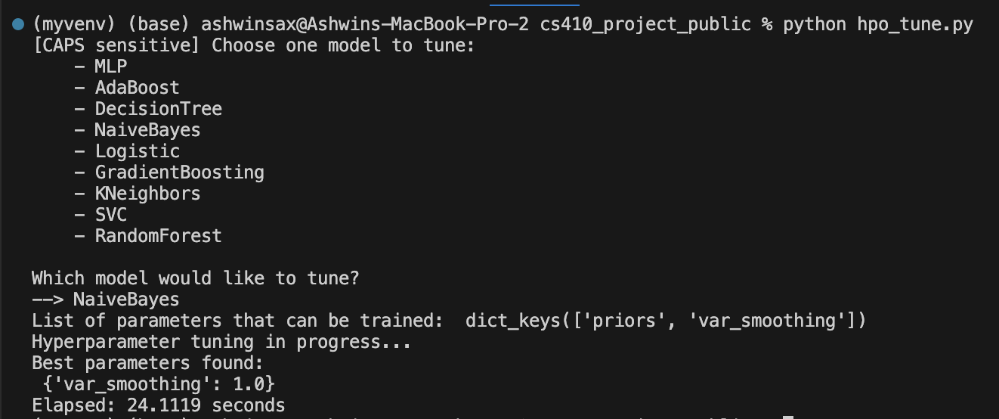 (myvenv) (base) ashwinsax@Ashwins-MacBook-Pro-2 cs410_project_public % python hpo_tune.py
[CAPS sensitive] Choose one model to tune:
    - MLP
    - AdaBoost
    - DecisionTree
    - NaiveBayes
    - Logistic
    - GradientBoosting
    - KNeighbors
    - SVC
    - RandomForest
Which model would like to tune?
--> NaiveBayes
List of parameters that can be trained:  dict_keys(['priors', 'var_smoothing'])
Hyperparameter tuning in progress...
Best parameters found:
 {'var_smoothing': 1.0}
Elapsed: 24.1119 seconds